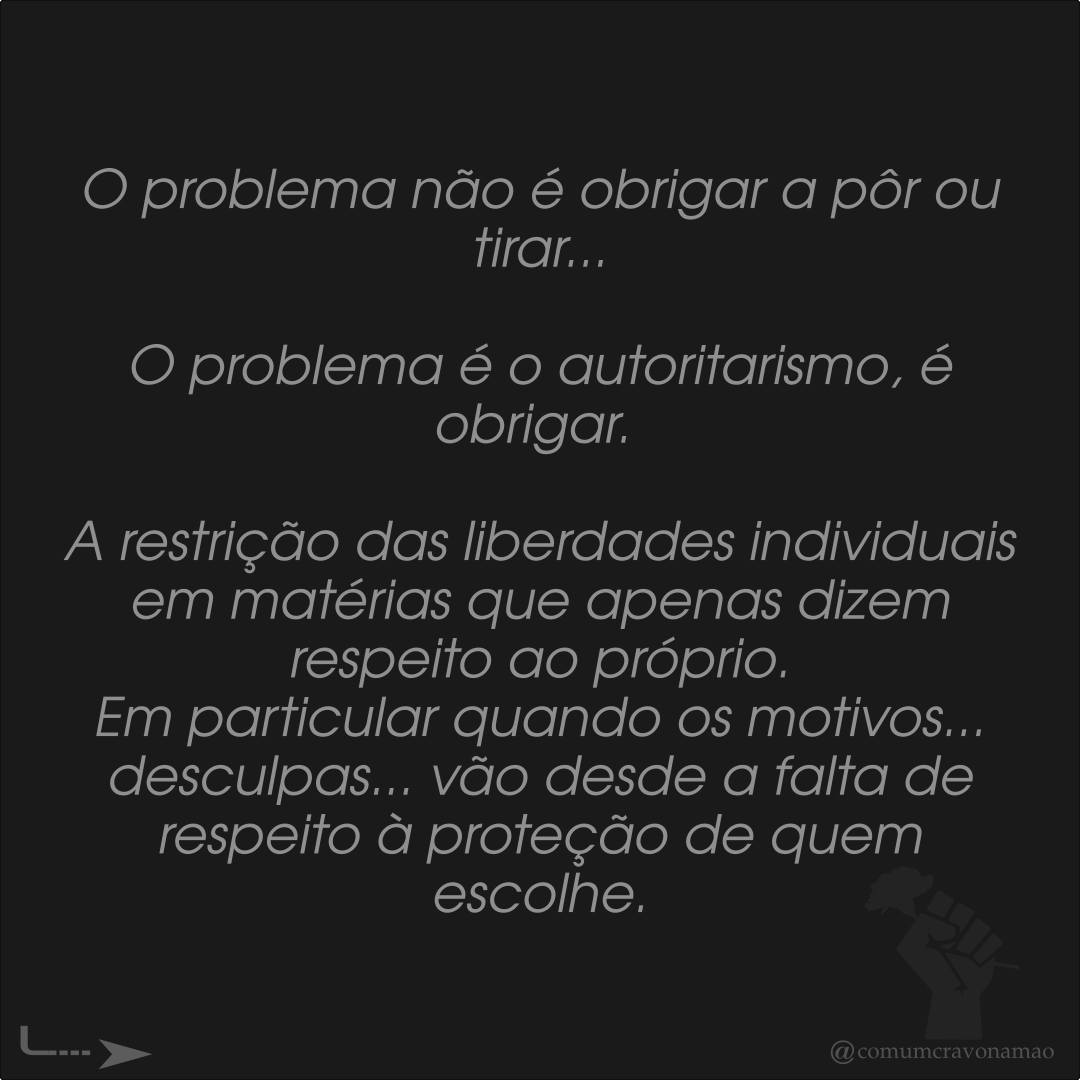 O problema não é obrigar a pôr ou
tirar...
O problema é o autoritarismo, é
obrigar.
A restrição das liberdades individuais
em matérias que apenas dizem
respeito ao próprio.
Em particular quando os motivos...
desculpas... vão desde a falta de
respeito à proteção de quem
escolhe.
@comumcravonamao